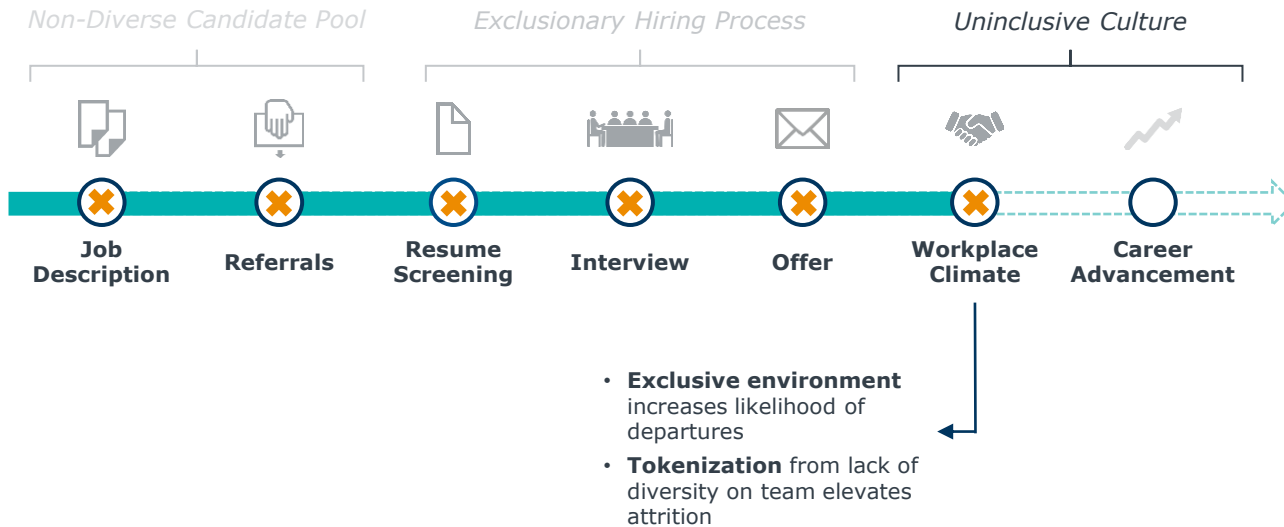 Non-Diverse Candidate Pool
Exclusionary Hiring Process
Uninclusive Culture
Job
Description
Referrals
Resume
Screening
Interview
Offer
Workplace
Climate
Career
Advancement
• Exclusive environment
increases likelihood of
departures
• Tokenization from lack of
diversity on team elevates
attrition